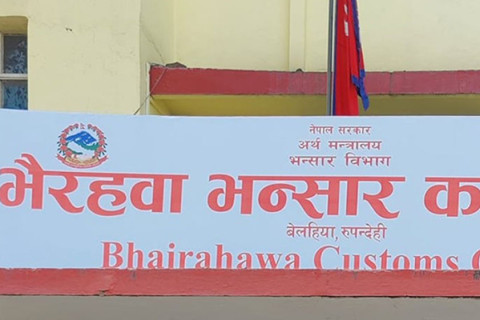 नेपाल सरकार
अर्थ मन्त्रालय
भन्सार विभाग
भैरहवा भन्सार क
बेलहिया, रुपन्देही
Bhairahawa Customs